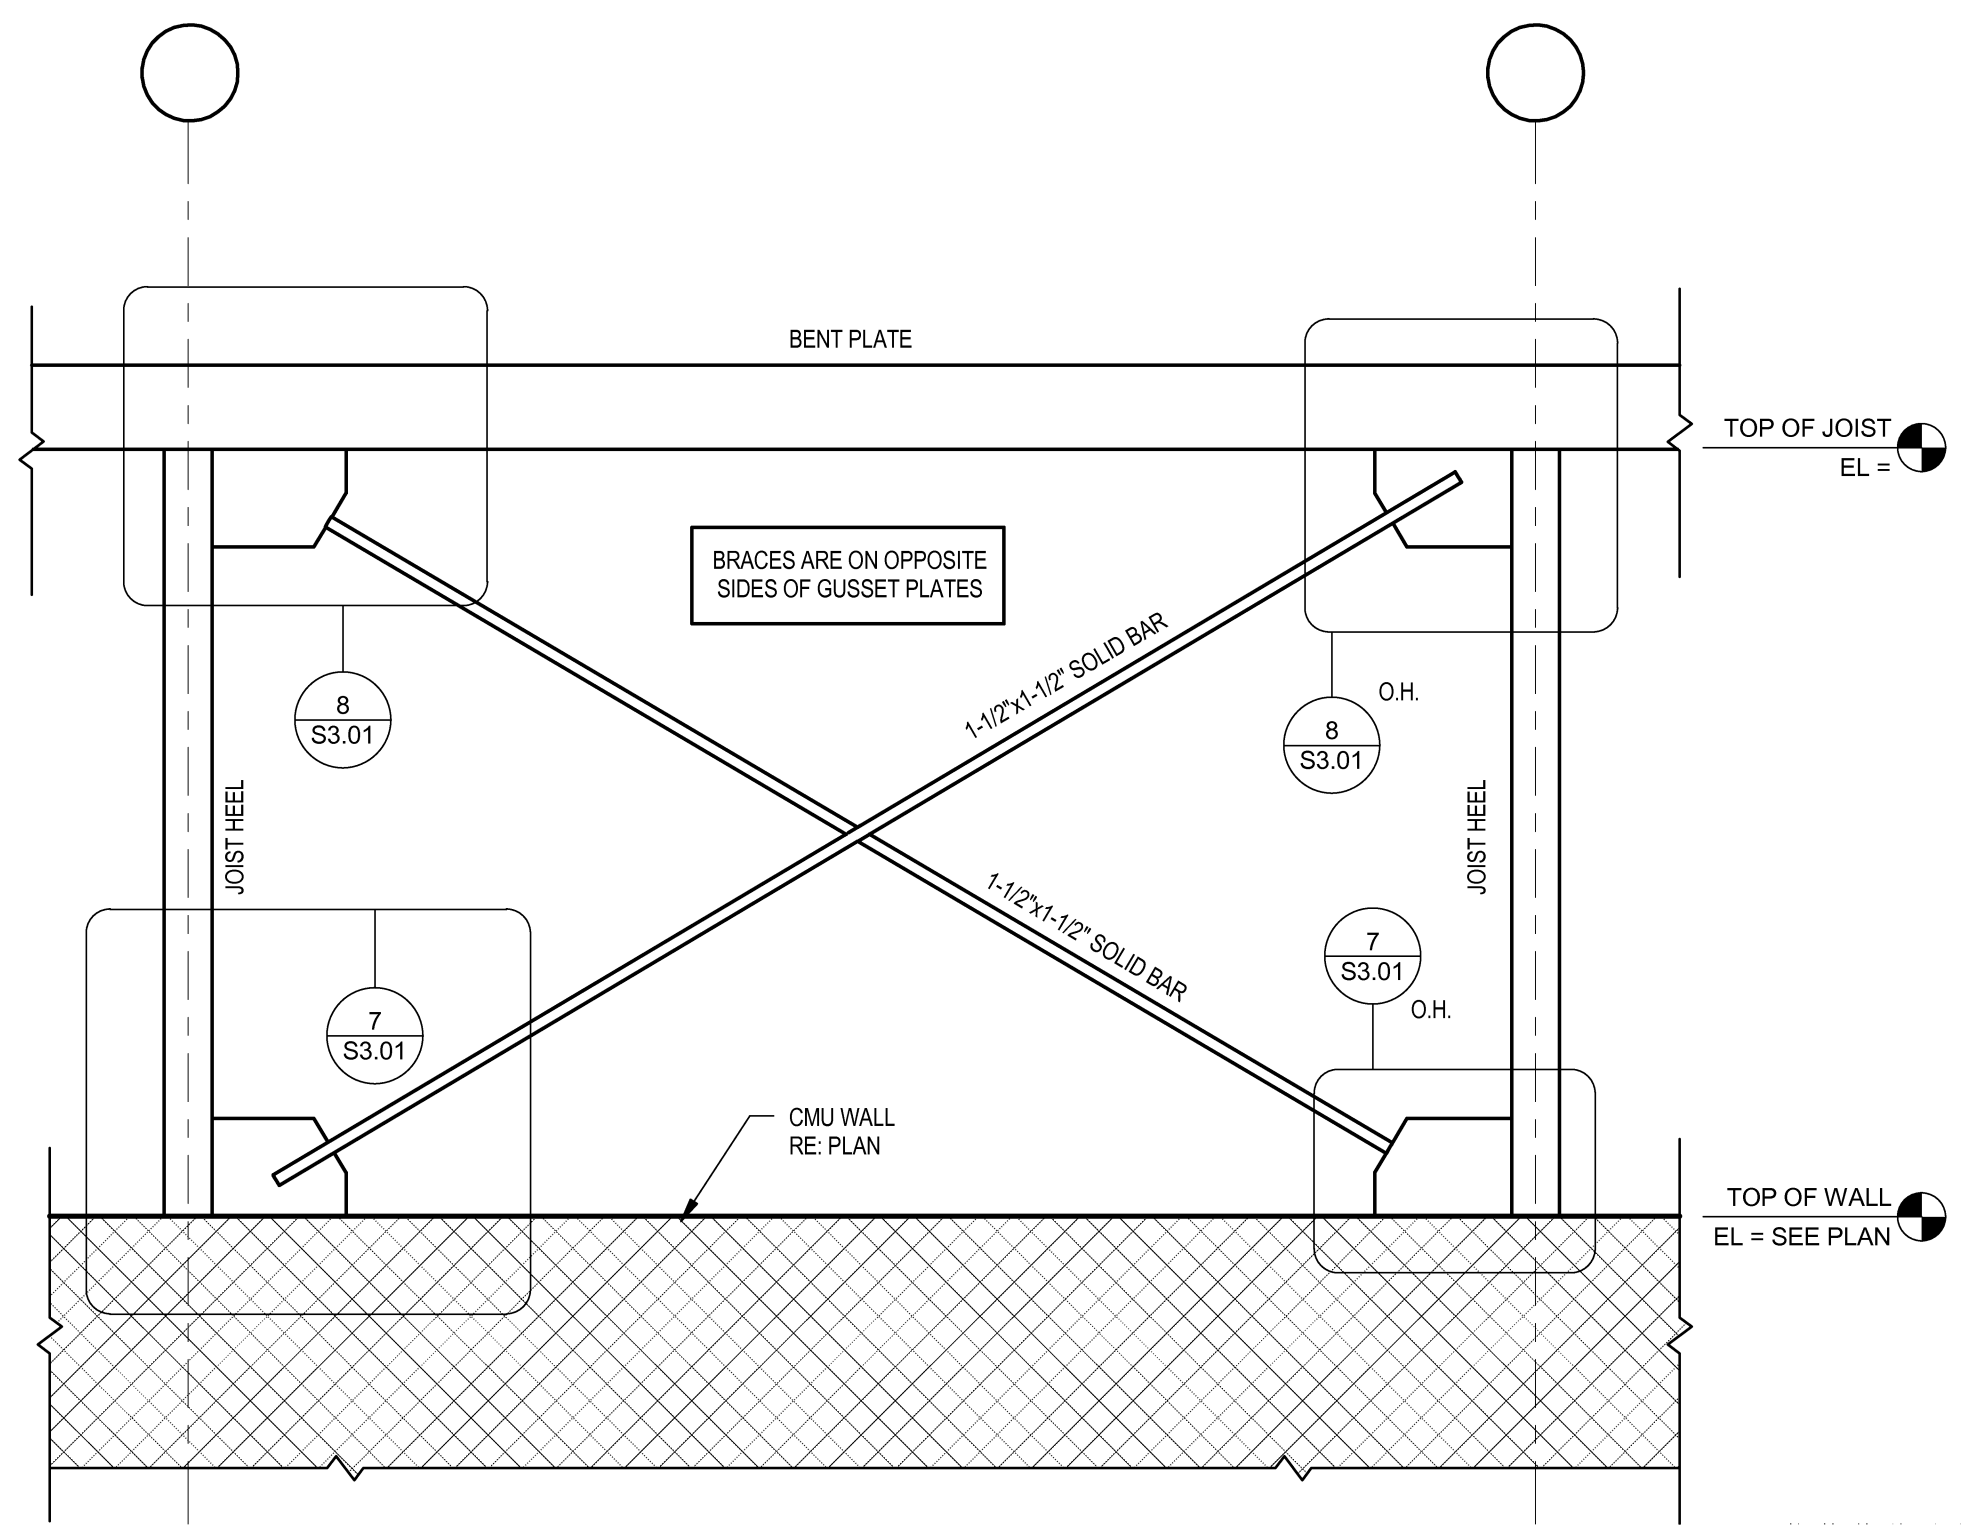 BENT PLATE
TOP OF JOIST
EL =
BRACES ARE ON OPPOSITE
SIDES OF GUSSET PLATES
1-1/2"x1-1/2" SOLID BAR
8
S3.01
O.H.
8
S3.01
JOIST HEEL
JOIST HEEL
1-1/2"x1-1/2" SOLID BAR
7
S3.01
O.H.
7
S3.01
CMU WALL
RE: PLAN
TOP OF WALL
EL = SEE PLAN